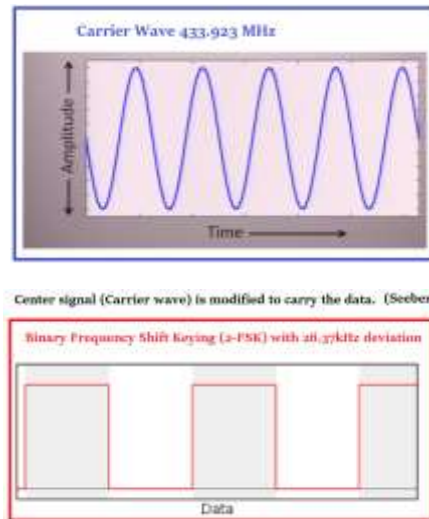 Carrier Wave 433.923 MHz
Amplitude
Time
Center signal (Carrier wave) is modified to carry the data. (Seeber
Binary Frequency Shift Keying (2-FSK) with 26.37kHz deviation
Data